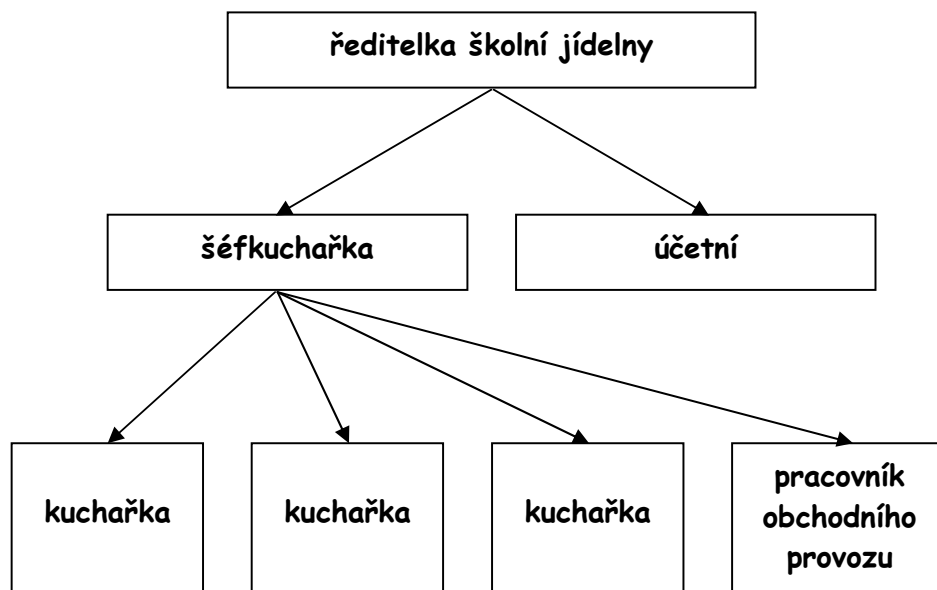 ředitelka školní jídelny
šéfkuchařka
účetní
kuchařka
kuchařka
kuchařka
pracovník
obchodního
provozu